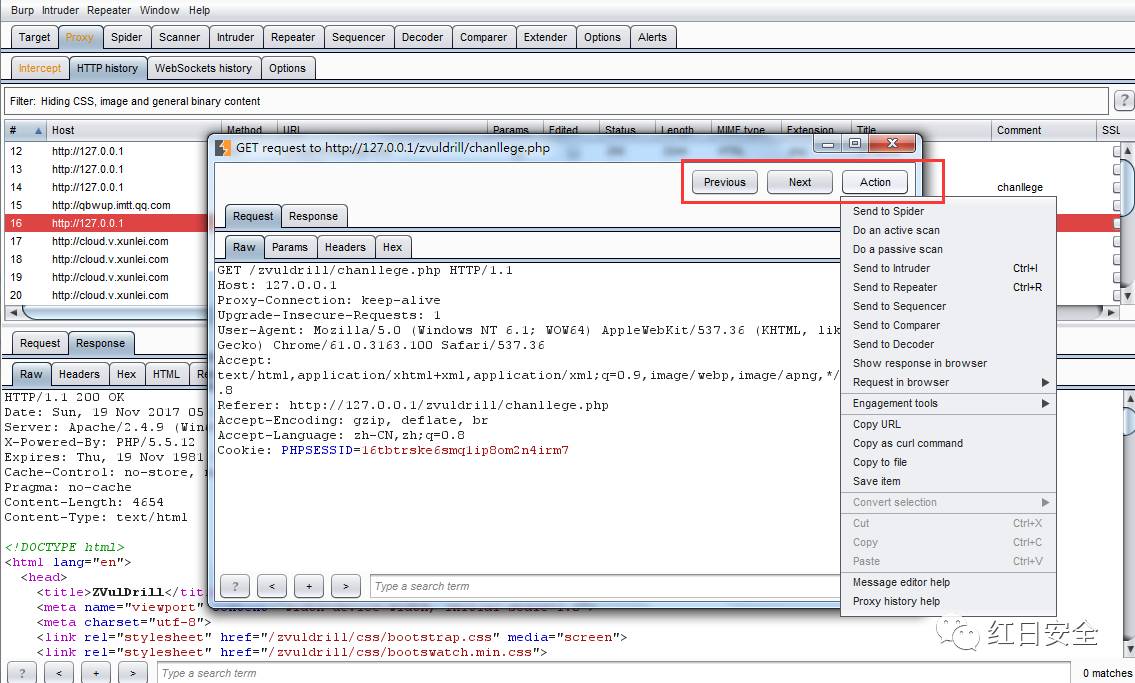 Burp Intruder Repeater Window Help
Target Proxy Spider Scanner Intruder Repeater Sequencer Decoder Comparer Extender Options Alerts
Intercept HTTP history WebSockets history Options
Filter: Hiding CSS, image and general binary content ?
# Host Method URL Params Edited Status Length MIME type Extension Title Comment SSL
12 http://127.0.0.1
13 http://127.0.0.1
14 http://127.0.0.1 chanllege
15 http://qbwup.imtt.qq.com
16 http://127.0.0.1
17 http://cloud.v.xunlei.com
18 http://cloud.v.xunlei.com
19 http://cloud.v.xunlei.com
20 http://cloud.v.xunlei.com
Request Response
Raw Headers Hex HTML
HTTP/1.1 200 OK
Date: Sun, 19 Nov 2017 05
Server: Apache/2.4.9
X-Powered-By: PHP/5.5.12
Expires: Thu, 19 Nov 1981
Cache-Control: no-store,
Pragma: no-cache
Content-Length: 4654
Content-Type: text/html
<!DOCTYPE html>
<html lang="en">
<head>
<title>ZVulDrill</
<meta name="viewport"
<meta charset="utf-8">
<link rel="stylesheet" href="/zvuldrill/css/bootstrap.css" media="screen">
<link rel="stylesheet" href="/zvuldrill/css/bootswatch.min.css">
? < + > Type a search term 0 matches
GET request to http://127.0.0.1/zvuldrill/chanllege.php
Previous Next Action
Request Response
Raw Params Headers Hex
GET /zvuldrill/chanllege.php HTTP/1.1
Host: 127.0.0.1
Proxy-Connection: keep-alive
Upgrade-Insecure-Requests: 1
User-Agent: Mozilla/5.0 (Windows NT 6.1; WOW64) AppleWebKit/537.36 (KHTML, lik
Gecko) Chrome/61.0.3163.100 Safari/537.36
Accept:
text/html,application/xhtml+xml,application/xml;q=0.9,image/webp,image/apng,*/
.8
Referer: http://127.0.0.1/zvuldrill/chanllege.php
Accept-Encoding: gzip, deflate, br
Accept-Language: zh-CN,zh;q=0.8
Cookie: PHPSESSID=16tbtrske6smq1ip8om2n4irm7
? < + > Type a search term
Send to Spider
Do an active scan
Do a passive scan
Send to Intruder Ctrl+I
Send to Repeater Ctrl+R
Send to Sequencer
Send to Comparer
Send to Decoder
Show response in browser
Request in browser
Engagement tools
Copy URL
Copy as curl command
Copy to file
Save item
Convert selection
Cut Ctrl+X
Copy Ctrl+C
Paste Ctrl+V
Message editor help
Proxy history help
红日安全